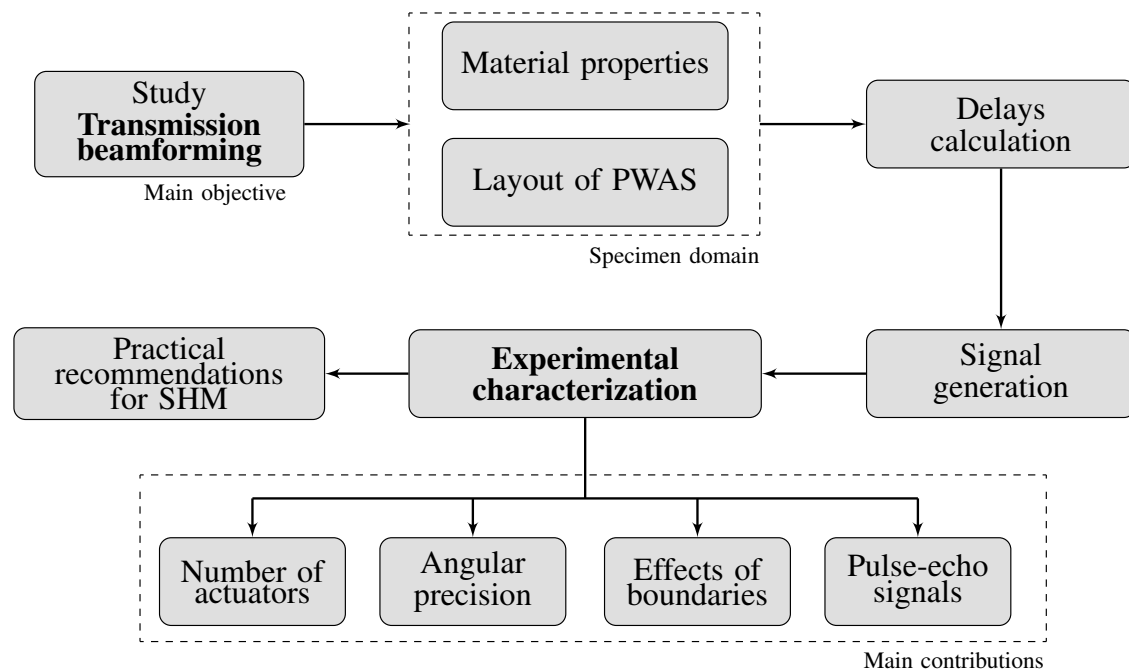 Study
Transmission
beamforming
Main objective
Material properties
Layout of PWAS
Specimen domain
Delays
calculation
Signal
generation
Experimental
characterization
Practical
recommendations
for SHM
Number of
actuators
Angular
precision
Effects of
boundaries
Pulse-echo
signals
Main contributions